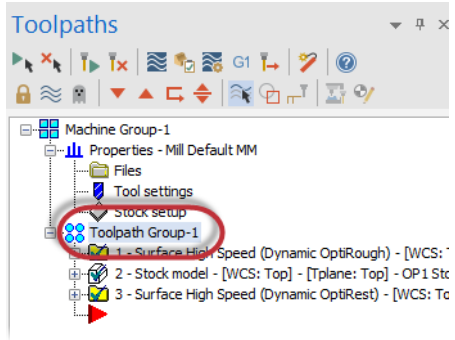 Toolpaths
G1
Machine Group-1
Properties - Mill Default MM
Files
Tool settings
Stock setup
Toolpath Group-1
1 - Surface High Speed (Dynamic OptiRough) - [WCS: T
2 - Stock model - [WCS: Top] - [Tplane: Top] - OP1 Sto
3 - Surface High Speed (Dynamic OptiRest) - [WCS: To